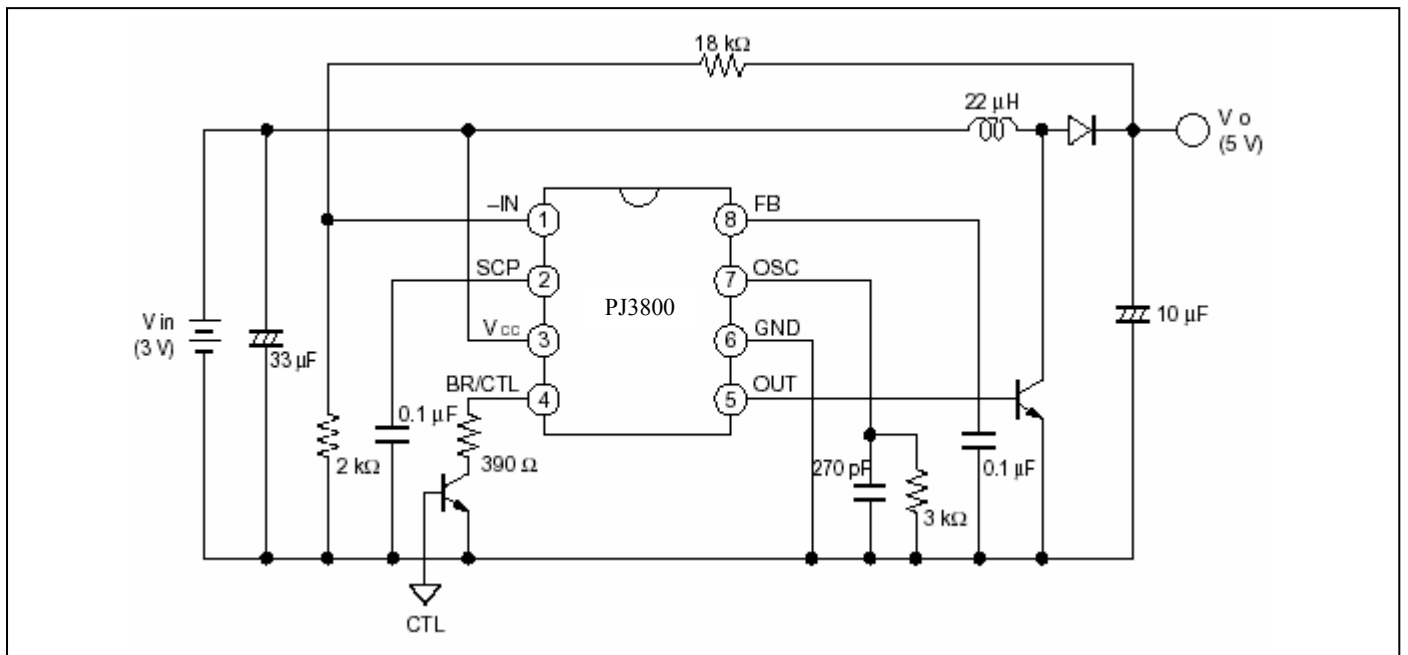 18 kΩ
22 μH
V o
(5 V)
–IN
1
8
FB
SCP
2
7
OSC
PJ3800
V in
(3 V)
33 μF
Vcc
3
6
GND
10 μF
BR/CTL
4
5
OUT
0.1 μF
2 kΩ
390 Ω
270 pF
0.1 μF
3 kΩ
CTL